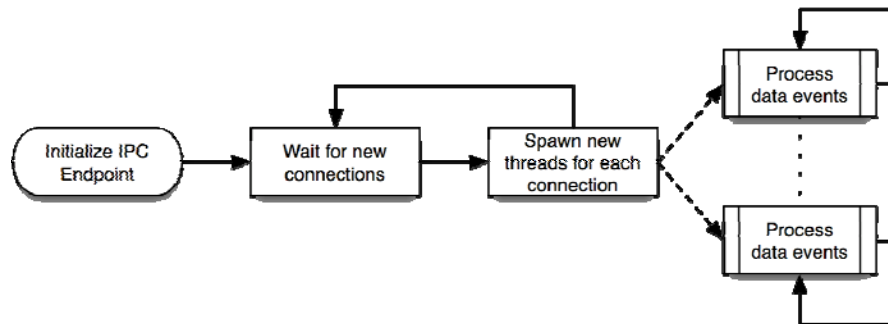 Process
data events
Initialize IPC
Endpoint
Wait for new
connections
Spawn new
threads for each
connection
Process
data events